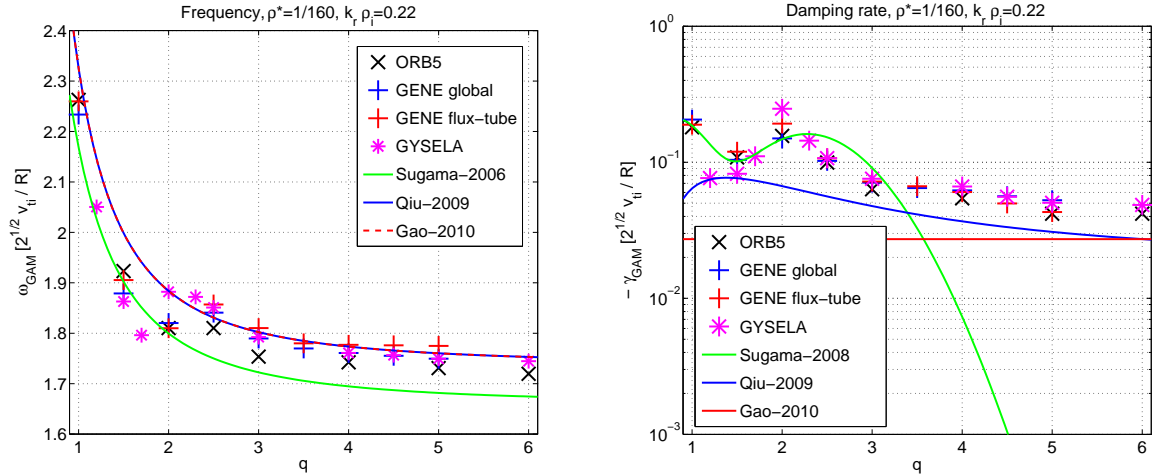 Frequency, ρ*=1/160, k_r ρ_i=0.22
2.4
2.3
2.2
2.1
2
1.9
1.8
1.7
1.6
1 2 3 4 5 6
q
ω_GAM [2^1/2 v_ti / R]
ORB5
GENE global
GENE flux−tube
GYSELA
Sugama−2006
Qiu−2009
Gao−2010
Damping rate, ρ*=1/160, k_r ρ_i=0.22
10^0
10^−1
10^−2
10^−3
1 2 3 4 5 6
q
− γ_GAM [2^1/2 v_ti / R]
ORB5
GENE global
GENE flux−tube
GYSELA
Sugama−2008
Qiu−2009
Gao−2010